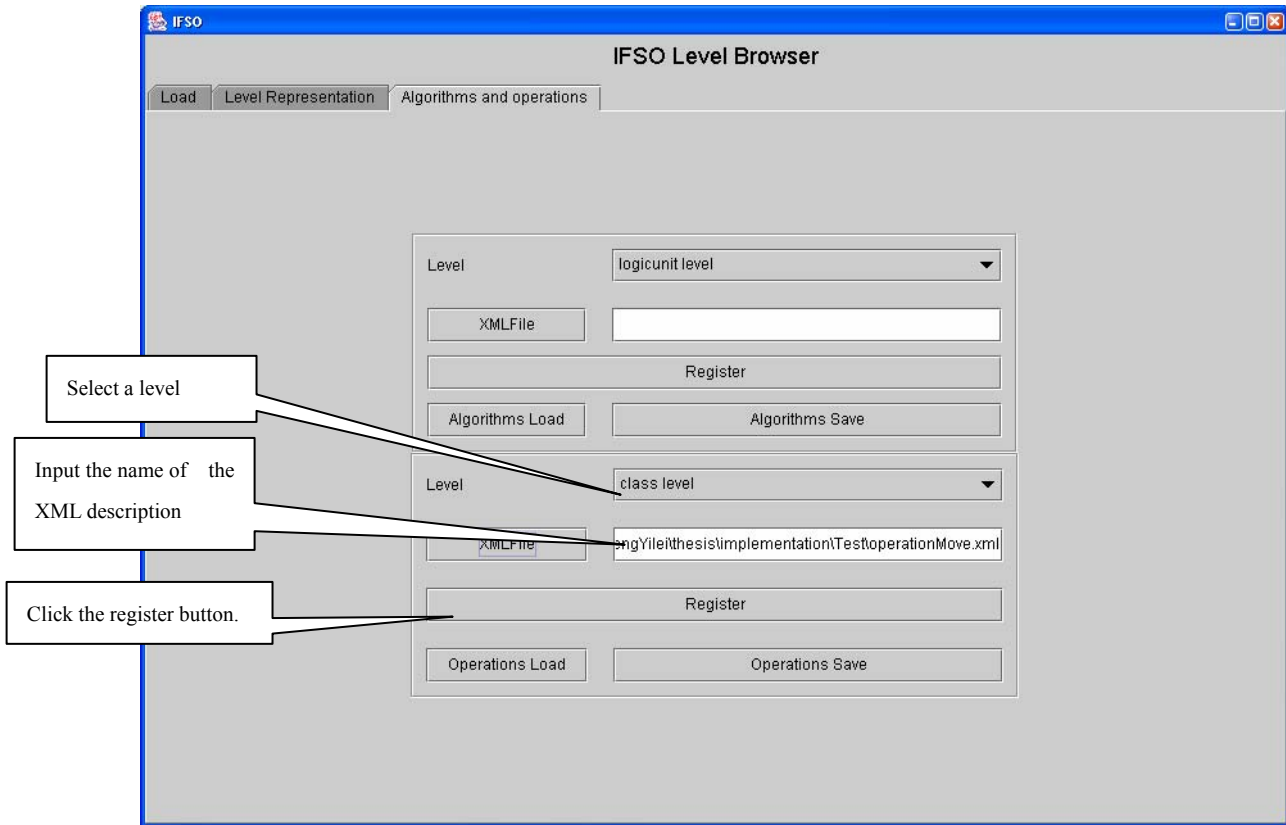 IFSO
IFSO Level Browser
Load
Level Representation
Algorithms and operations
Level
logicunit level
XMLFile
Register
Algorithms Load
Algorithms Save
Select a level
Input the name of the
XML description
Click the register button.
Level
class level
XMLFile
engYilei\thesis\implementation\Test\operationMove.xml
Register
Operations Load
Operations Save